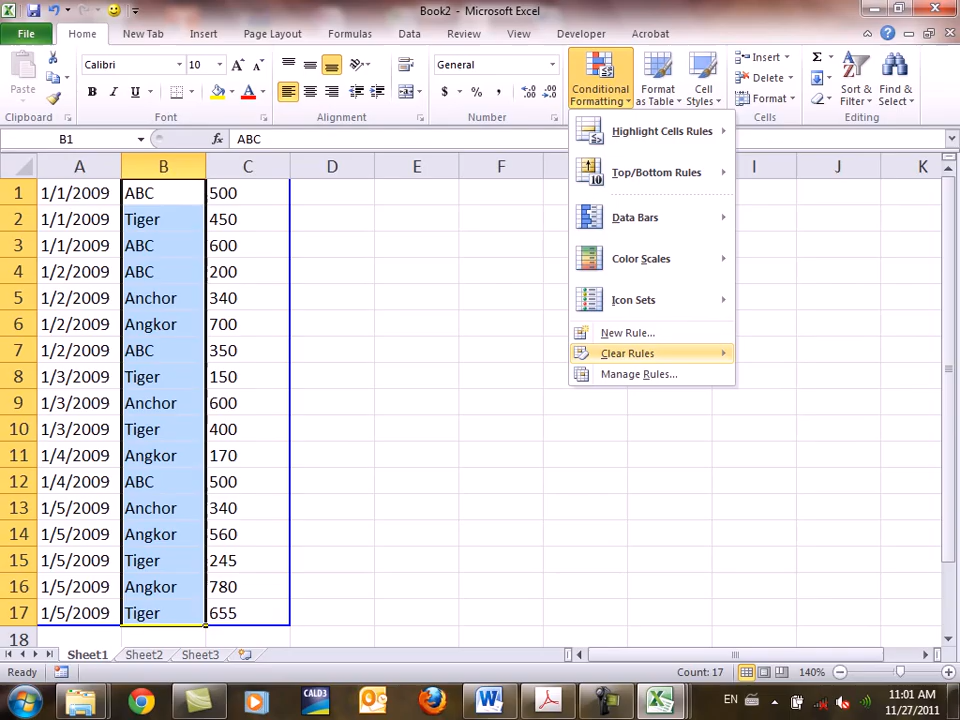 Book2 - Microsoft Excel
File Home New Tab Insert Page Layout Formulas Data Review View Developer Acrobat
Paste
Calibri 10
B I U
General
$ % ,
Conditional Formatting
Format as Table
Cell Styles
Insert
Delete
Format
Sort & Filter
Find & Select
Clipboard Font Alignment Number Cells Editing
B1 fx ABC
Highlight Cells Rules
Top/Bottom Rules
Data Bars
Color Scales
Icon Sets
New Rule...
Clear Rules
Manage Rules...
A B C D E F I J K
1 1/1/2009 ABC 500
2 1/1/2009 Tiger 450
3 1/1/2009 ABC 600
4 1/2/2009 ABC 200
5 1/2/2009 Anchor 340
6 1/2/2009 Angkor 700
7 1/2/2009 ABC 350
8 1/3/2009 Tiger 150
9 1/3/2009 Anchor 600
10 1/3/2009 Tiger 400
11 1/4/2009 Angkor 170
12 1/4/2009 ABC 500
13 1/5/2009 Anchor 340
14 1/5/2009 Angkor 560
15 1/5/2009 Tiger 245
16 1/5/2009 Angkor 780
17 1/5/2009 Tiger 655
18
Sheet1 Sheet2 Sheet3
Ready Count: 17 140%
CALD3
EN
11:01 AM
11/27/2011